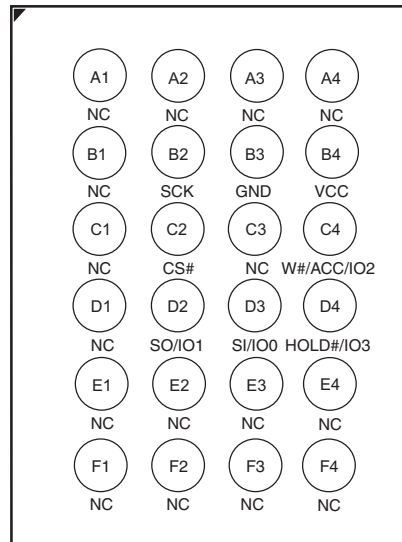 A1 A2 A3 A4
NC NC NC NC
B1 B2 B3 B4
NC SCK GND VCC
C1 C2 C3 C4
NC CS# NC W#/ACC/IO2
D1 D2 D3 D4
NC SO/IO1 SI/IO0 HOLD#/IO3
E1 E2 E3 E4
NC NC NC NC
F1 F2 F3 F4
NC NC NC NC